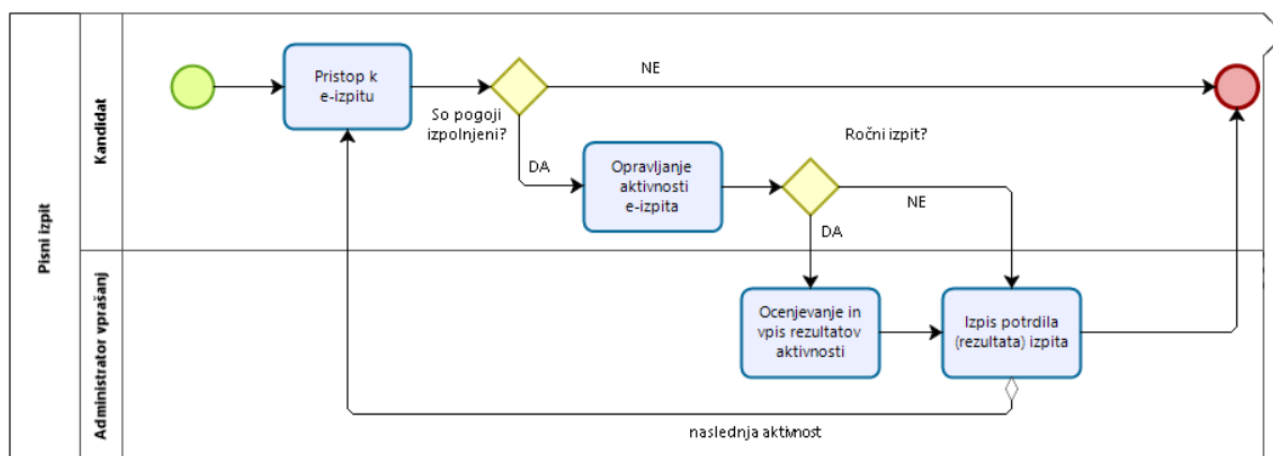 Pisni izpit
Kandidat
Pristop k
e-izpitu
So pogoji
izpolnjeni?
NE
DA
Opravljanje
aktivnosti
e-izpita
Ročni izpit?
NE
DA
Administrator vprašanj
Ocenjevanje in
vpis rezultatov
aktivnosti
Izpis potrdila
(rezultata) izpita
naslednja aktivnost